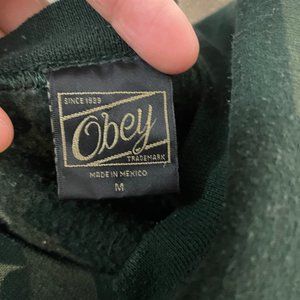 SINCE 1989
Obey
TRADEMARK
MADE IN MEXICO
M